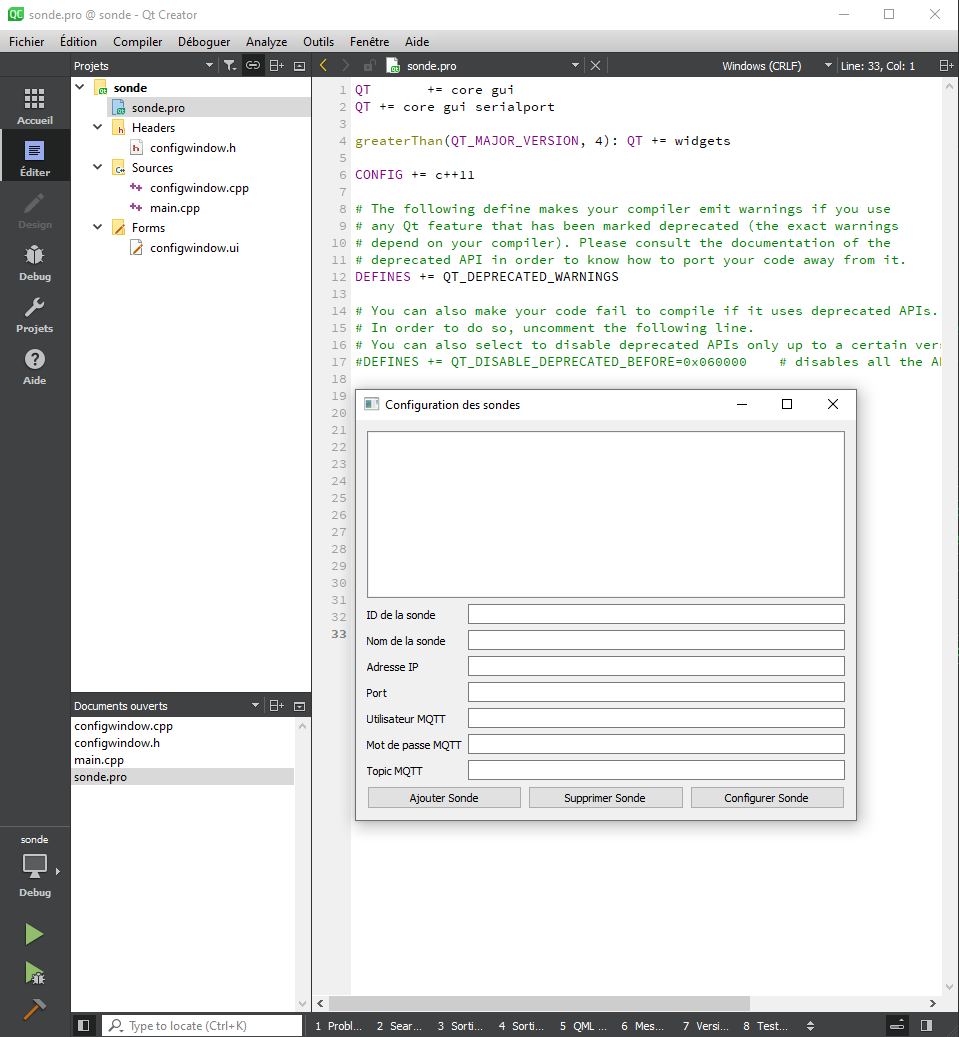 sonde.pro @ sonde - Qt Creator
Fichier Édition Compiler Déboguer Analyze Outils Fenêtre Aide
Projets
sonde.pro
Windows (CRLF)
Line: 33, Col: 1
Accueil
Éditer
Design
Debug
Projets
Aide
sonde
sonde.pro
Headers
configwindow.h
Sources
configwindow.cpp
main.cpp
Forms
configwindow.ui
1 QT       += core gui
2 QT += core gui serialport
3
4 greaterThan(QT_MAJOR_VERSION, 4): QT += widgets
5
6 CONFIG += c++11
7
8 # The following define makes your compiler emit warnings if you use
9 # any Qt feature that has been marked deprecated (the exact warnings
10 # depend on your compiler). Please consult the documentation of the
11 # deprecated API in order to know how to port your code away from it.
12 DEFINES += QT_DEPRECATED_WARNINGS
13
14 # You can also make your code fail to compile if it uses deprecated APIs.
15 # In order to do so, uncomment the following line.
16 # You can also select to disable deprecated APIs only up to a certain ver
17 #DEFINES += QT_DISABLE_DEPRECATED_BEFORE=0x060000    # disables all the A
18
19
20
21
22
23
24
25
26
27
28
29
30
31
32
33
Configuration des sondes
ID de la sonde
Nom de la sonde
Adresse IP
Port
Utilisateur MQTT
Mot de passe MQTT
Topic MQTT
Ajouter Sonde
Supprimer Sonde
Configurer Sonde
Documents ouverts
configwindow.cpp
configwindow.h
main.cpp
sonde.pro
sonde
Debug
Type to locate (Ctrl+K)
1 Probl... 2 Sear... 3 Sorti... 4 Sorti... 5 QML ... 6 Mes... 7 Versi... 8 Test...